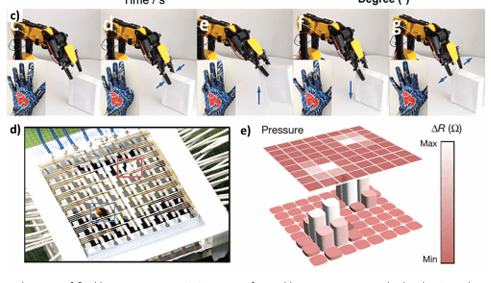 Time / s
Degree (°)
c)
c
d
e
f
g
d)
e)
Pressure
ΔR (Ω)
Max
Min